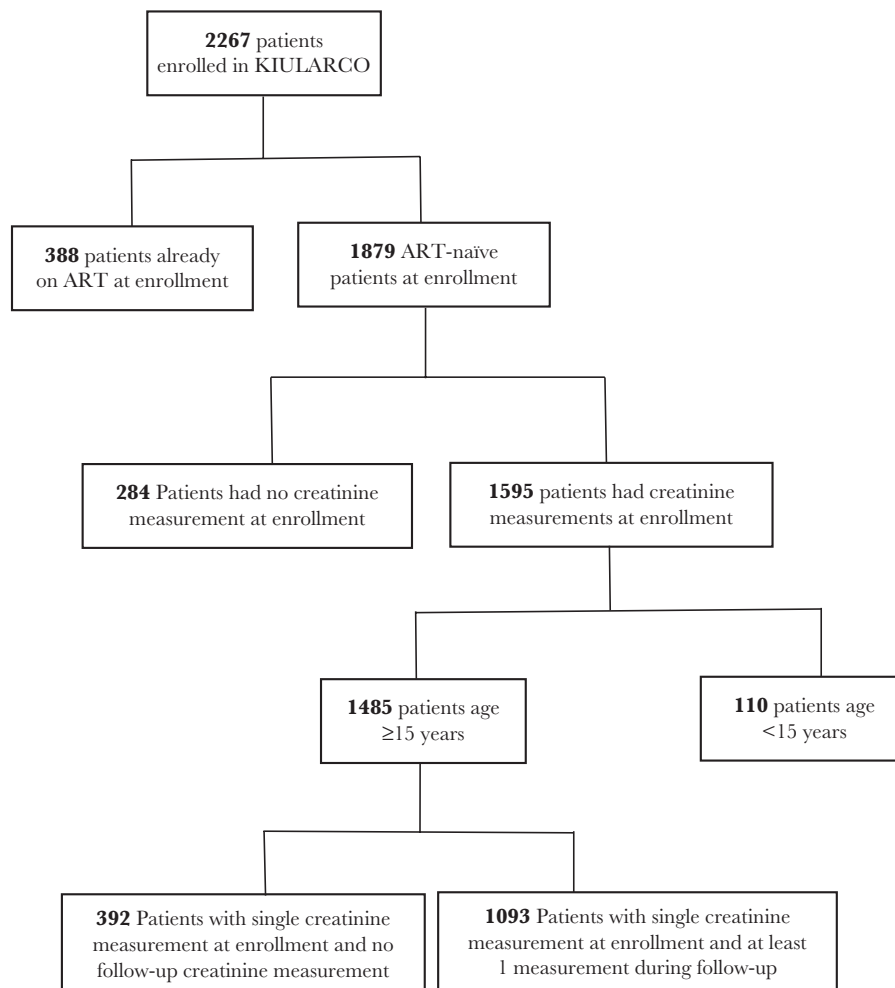 2267 patients
enrolled in KIULARCO
388 patients already
on ART at enrollment
1879 ART-naïve
patients at enrollment
284 Patients had no creatinine
measurement at enrollment
1595 patients had creatinine
measurements at enrollment
1485 patients age
≥15 years
110 patients age
<15 years
392 Patients with single creatinine
measurement at enrollment and no
follow-up creatinine measurement
1093 Patients with single creatinine
measurement at enrollment and at least
1 measurement during follow-up